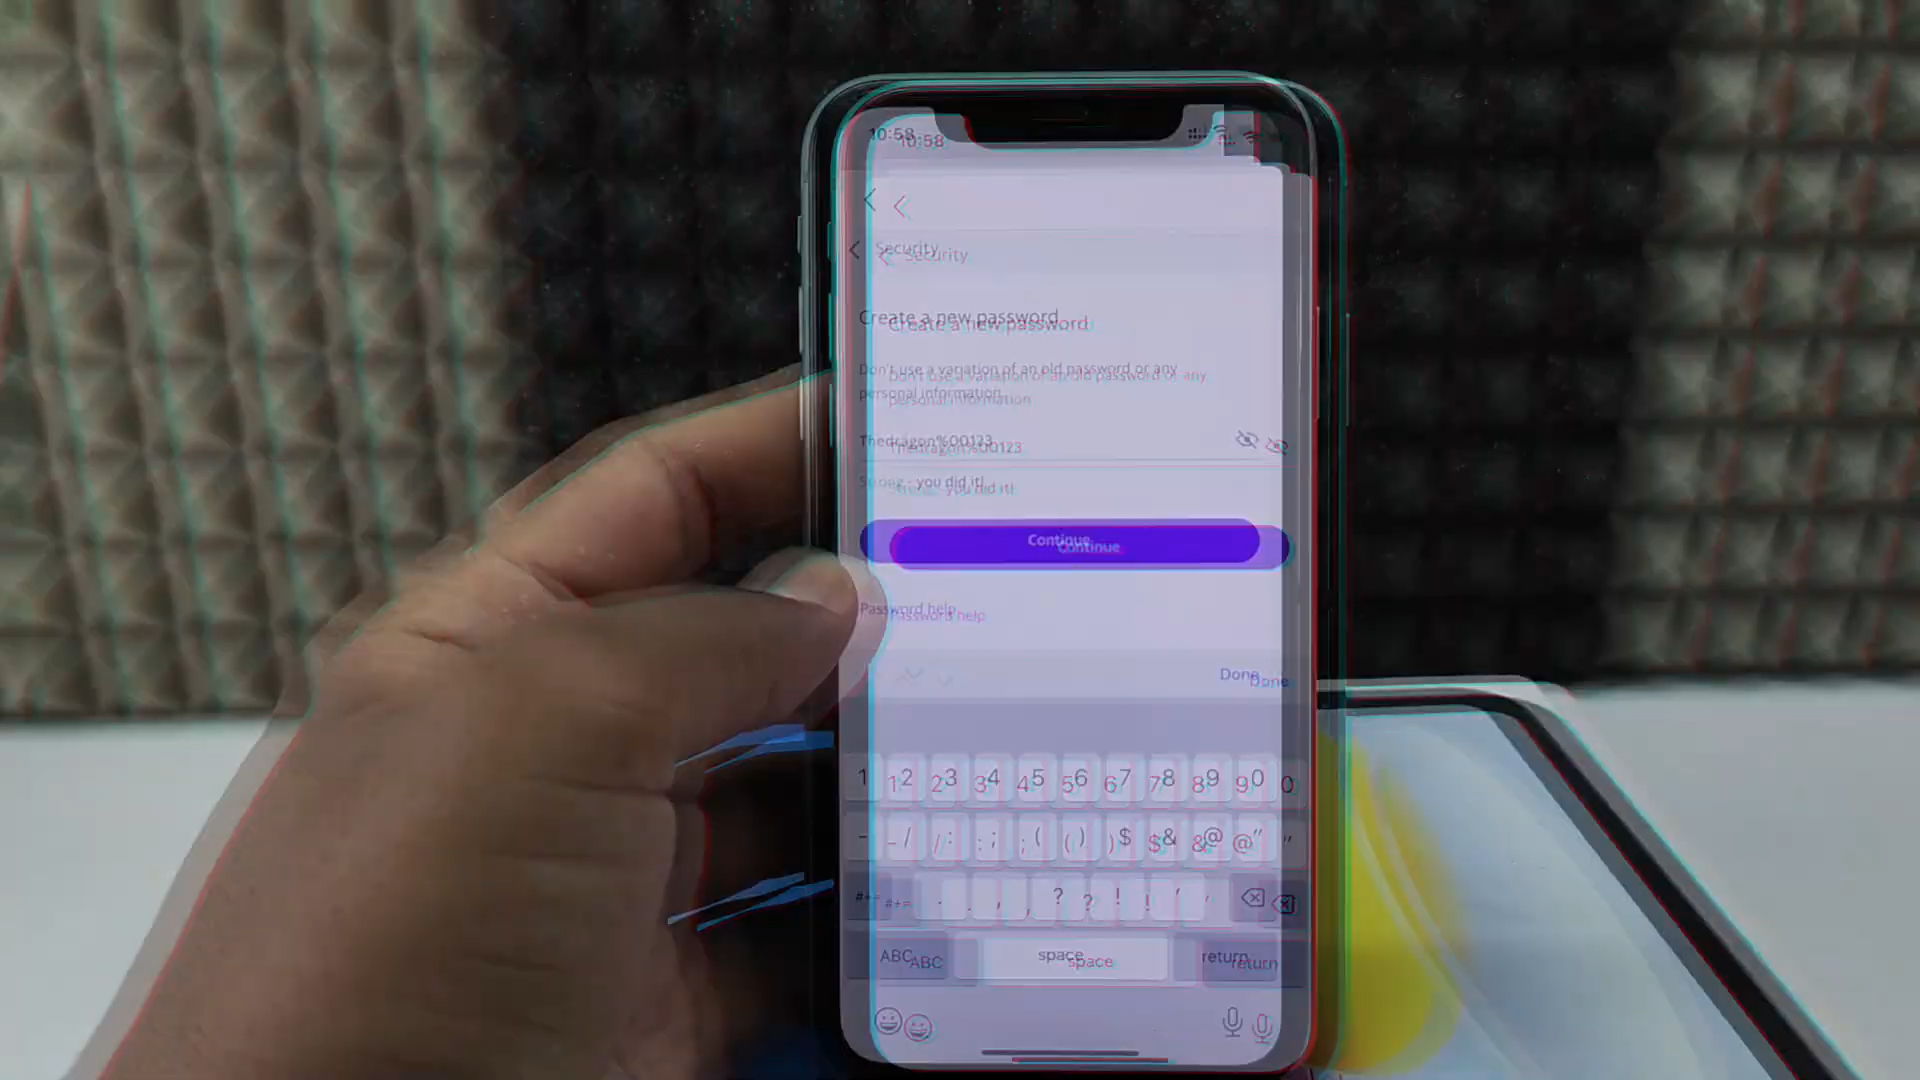 10:58
Security
Create a new password
Don't use a variation of an old password or any
personal information
Thedragon%00123
Strong - you did it!
Continue
Password help
Done
1 2 3 4 5 6 7 8 9 0
- / : ; ( ) $ & @ "
#+= . , ? ! '
ABC space return